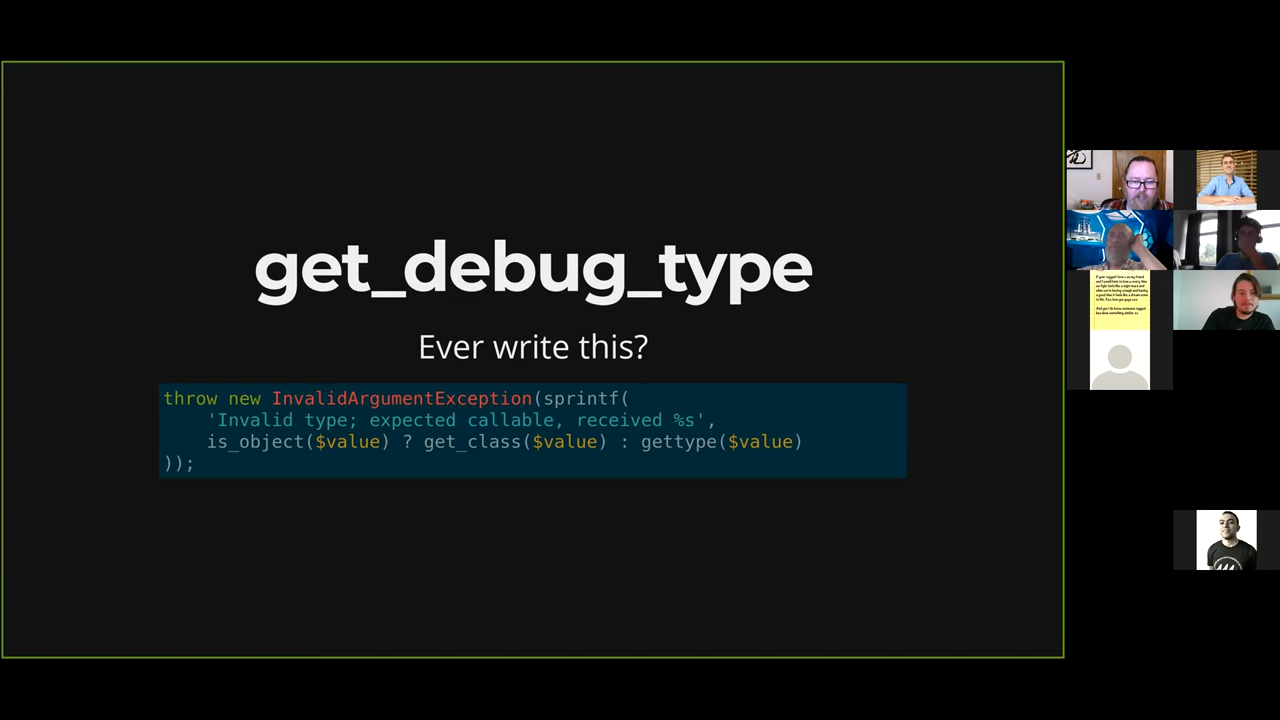 get_debug_type
Ever write this?
throw new InvalidArgumentException(sprintf(
    'Invalid type; expected callable, received %s',
    is_object($value) ? get_class($value) : gettype($value)
));